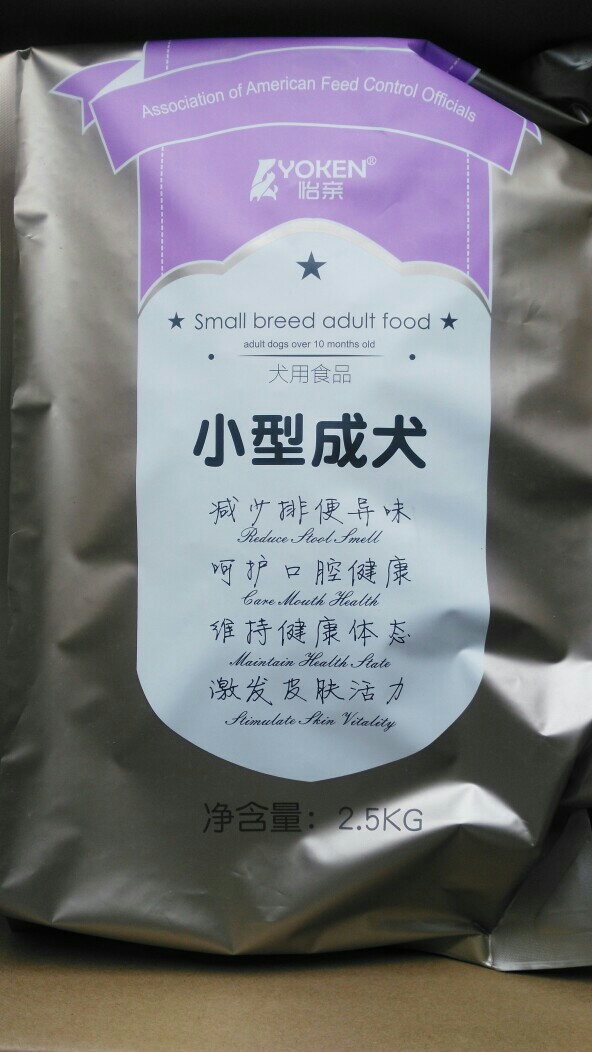 Association of American Feed Control Officials
YOKEN®
怡亲
★ Small breed adult food ★
adult dogs over 10 months old
犬用食品
小型成犬
减少排便异味
Reduce Stool Smell
呵护口腔健康
Care Mouth Health
维持健康体态
Maintain Health State
激发皮肤活力
Stimulate Skin Vitality
净含量：2.5KG